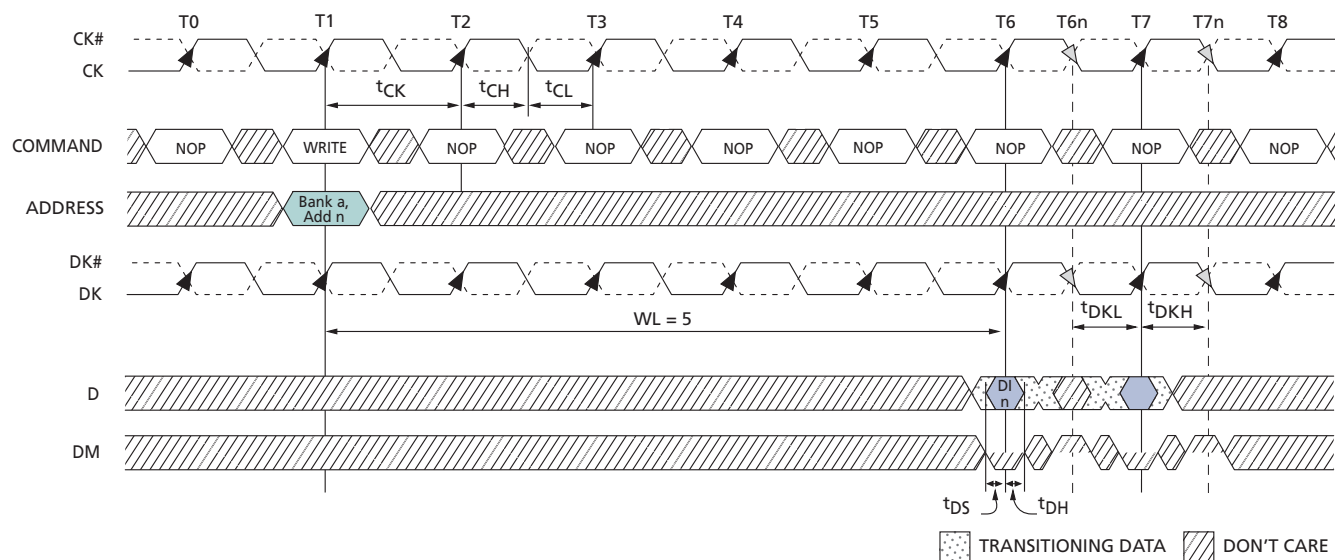 T0 T1 T2 T3 T4 T5 T6 T6n T7 T7n T8
CK#
CK
tCK tCH tCL
COMMAND NOP WRITE NOP NOP NOP NOP NOP NOP NOP
ADDRESS Bank a,
Add n
DK#
DK
WL = 5 tDKL tDKH
D DI
n
DM
tDS tDH
TRANSITIONING DATA DON'T CARE